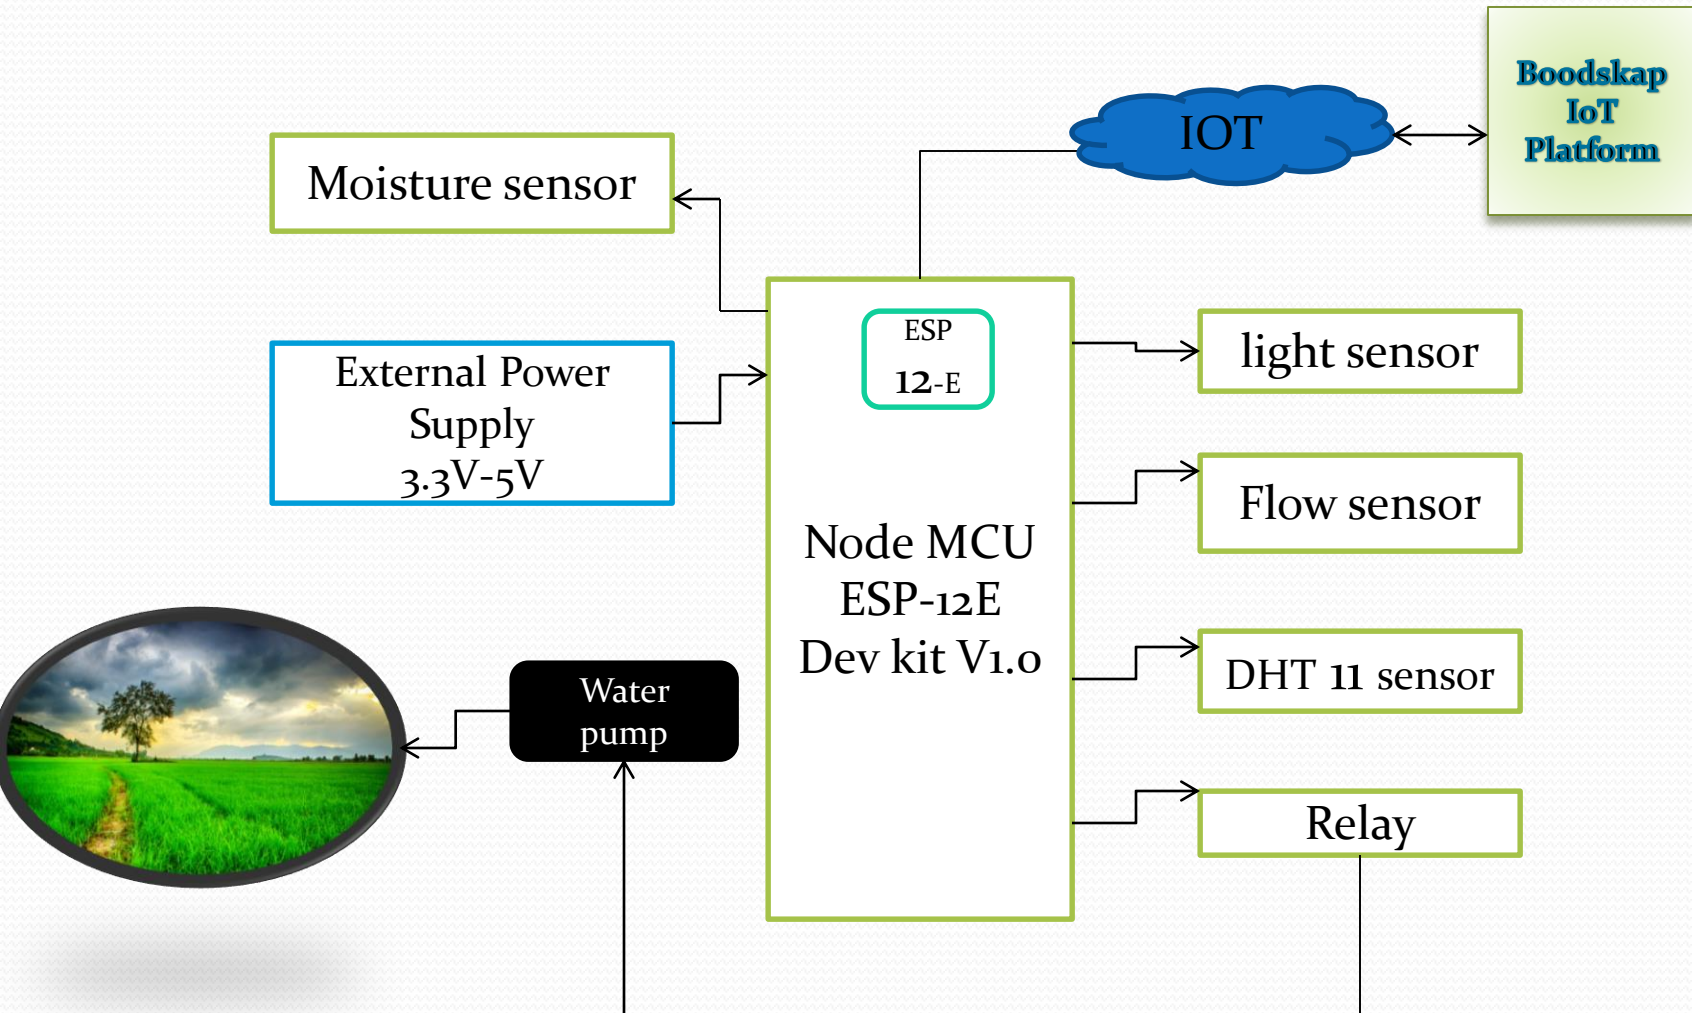 Boodskap
IoT
Platform
IOT
Moisture sensor
ESP
12-E
light sensor
External Power
Supply
3.3V-5V
Flow sensor
Node MCU
ESP-12E
Dev kit V1.0
DHT 11 sensor
Water
pump
Relay